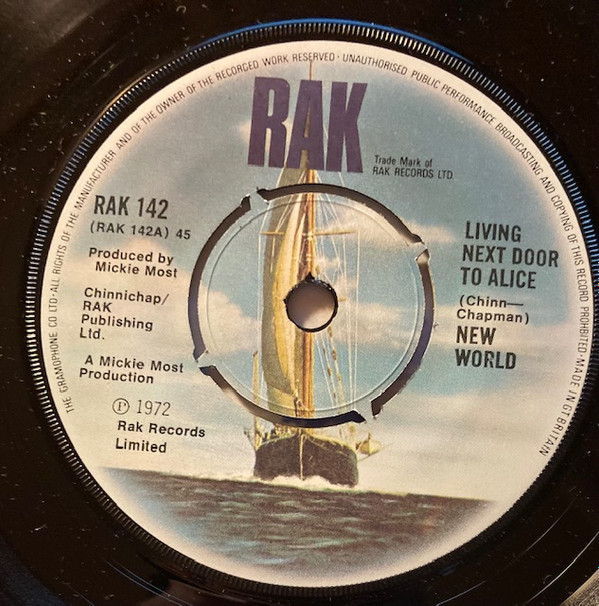 THE GRAMOPHONE CO LTD·ALL RIGHTS OF THE MANUFACTURER AND OF THE OWNER OF THE RECORDED WORK RESERVED·UNAUTHORISED PUBLIC PERFORMANCE BROADCASTING AND COPYING OF THIS RECORD PROHIBITED·MADE IN GT BRITAIN
RAK
Trade Mark of
RAK RECORDS LTD
RAK 142
(RAK 142A) 45
Produced by
Mickie Most
Chinnichap/
RAK
Publishing
Ltd.
A Mickie Most
Production
Ⓟ 1972
Rak Records
Limited
LIVING
NEXT DOOR
TO ALICE
(Chinn—
Chapman)
NEW
WORLD